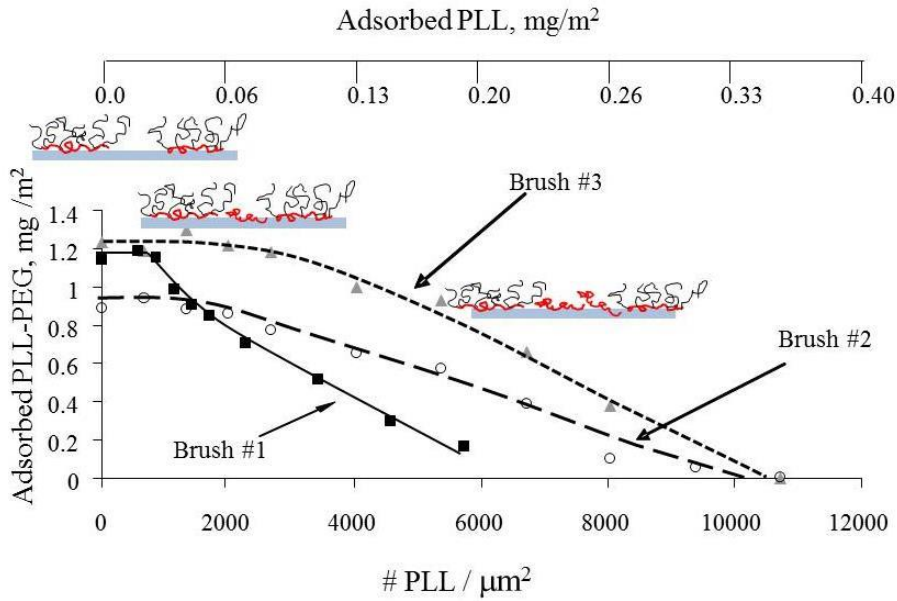 Adsorbed PLL, mg/m²
0.0 0.06 0.13 0.20 0.26 0.33 0.40
Adsorbed PLL-PEG, mg /m²
1.4
1.2
1
0.8
0.6
0.4
0.2
0
Brush #3
Brush #2
Brush #1
0 2000 4000 6000 8000 10000 12000
# PLL / μm²